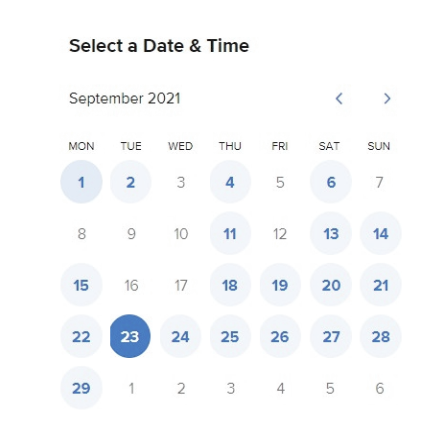 Select a Date & Time
September 2021
MON TUE WED THU FRI SAT SUN
1 2 3 4 5 6 7
8 9 10 11 12 13 14
15 16 17 18 19 20 21
22 23 24 25 26 27 28
29 1 2 3 4 5 6